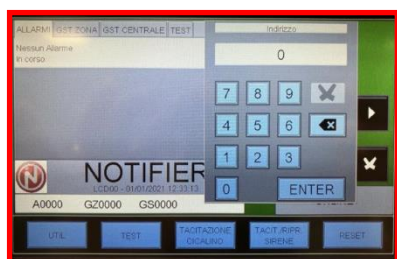 ALLARMI GST ZONA GST CENTRALE TEST
Indirizzo
Nessun Allarme
in corso
0
7 8 9
4 5 6
1 2 3
0 ENTER
N NOTIFIER
LCD00 - 01/01/2021 12:33:13
A0000 GZ0000 GS0000
UTIL TEST TACITAZIONE CICALINO TACIT./RIPR. SIRENE RESET